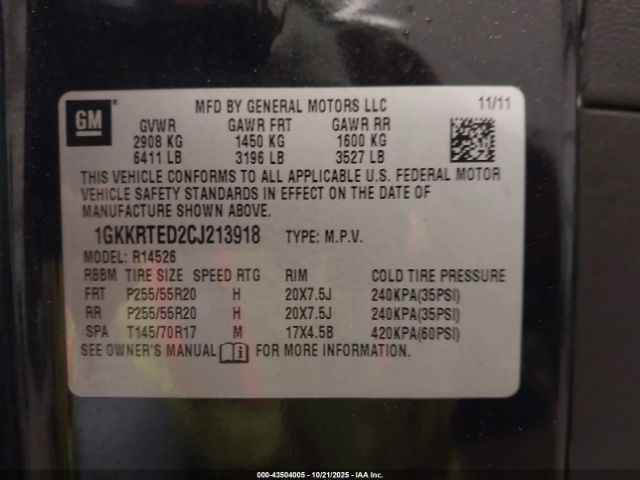 GM
MFD BY GENERAL MOTORS LLC 11/11
GVWR GAWR FRT GAWR RR
2908 KG 1450 KG 1600 KG
6411 LB 3196 LB 3527 LB
THIS VEHICLE CONFORMS TO ALL APPLICABLE U.S. FEDERAL MOTOR
VEHICLE SAFETY STANDARDS IN EFFECT ON THE DATE OF
MANUFACTURE SHOWN ABOVE.
1GKKRTED2CJ213918 TYPE: M.P.V.
MODEL: R14526
RBBM TIRE SIZE SPEED RTG RIM COLD TIRE PRESSURE
FRT P255/55R20 H 20X7.5J 240KPA(35PSI)
RR P255/55R20 H 20X7.5J 240KPA(35PSI)
SPA T145/70R17 M 17X4.5B 420KPA(60PSI)
SEE OWNER'S MANUAL i FOR MORE INFORMATION.
000-43504005 - 10/21/2025 - IAA Inc.